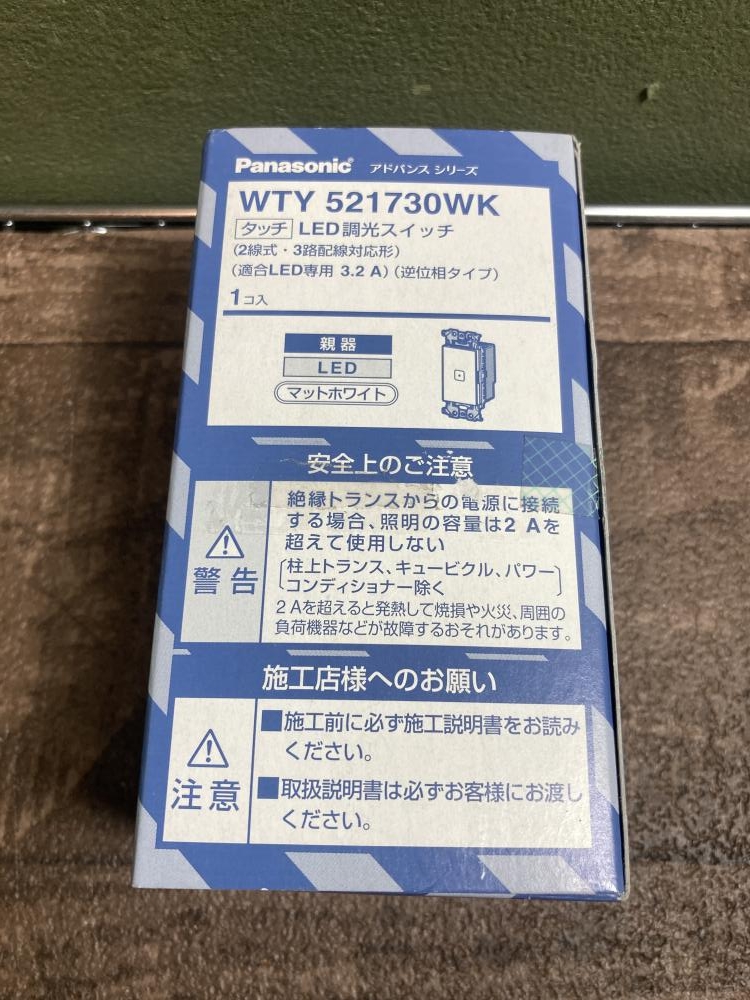 Panasonic アドバンス シリーズ
WTY 521730WK
タッチ LED調光スイッチ
(2線式・3路配線対応形)
(適合LED専用 3.2 A)(逆位相タイプ)
1コ入
親器
LED
マットホワイト
安全上のご注意
警告
絶縁トランスからの電源に接続
する場合、照明の容量は2 Aを
超えて使用しない
柱上トランス、キュービクル、パワー
コンディショナー除く
2 Aを超えると発熱して焼損や火災、周囲の
負荷機器などが故障するおそれがあります。
施工店様へのお願い
注意
■施工前に必ず施工説明書をお読み
ください。
■取扱説明書は必ずお客様にお渡し
ください。